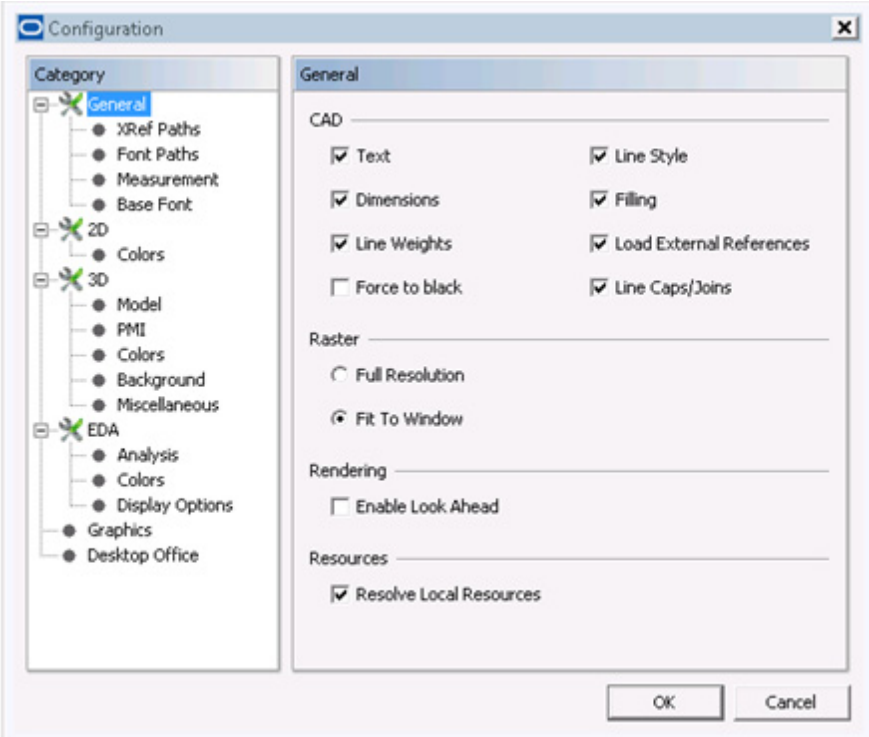 Configuration
Category
General
XRef Paths
Font Paths
Measurement
Base Font
2D
Colors
3D
Model
PMI
Colors
Background
Miscellaneous
EDA
Analysis
Colors
Display Options
Graphics
Desktop Office
General
CAD
Text
Line Style
Dimensions
Filling
Line Weights
Load External References
Force to black
Line Caps/Joins
Raster
Full Resolution
Fit To Window
Rendering
Enable Look Ahead
Resources
Resolve Local Resources
OK
Cancel